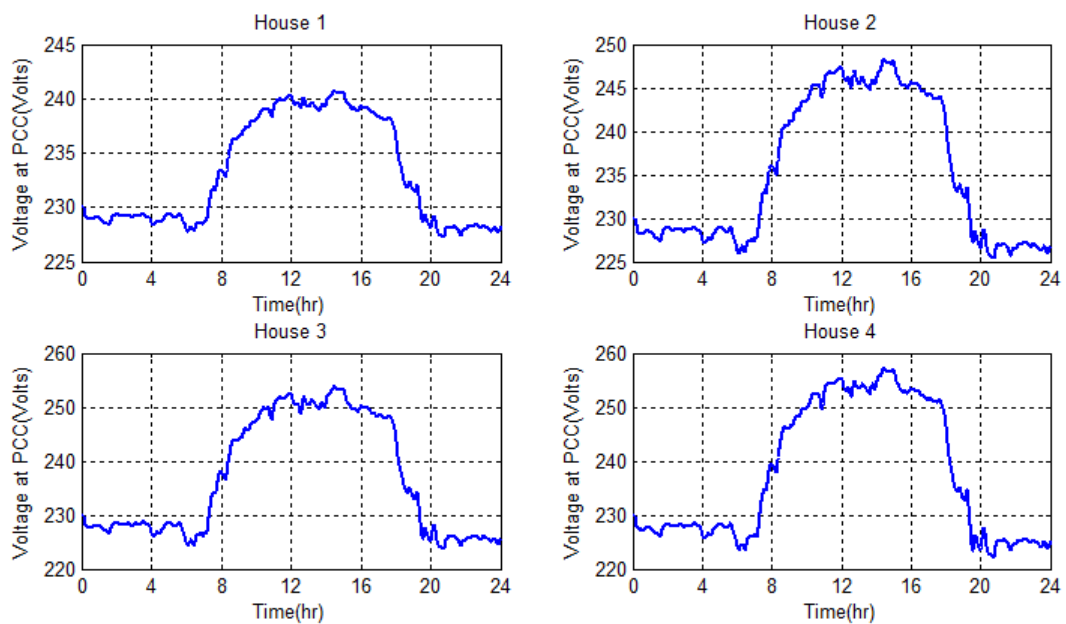 House 1
Voltage at PCC(Volts)
245
240
235
230
225
0 4 8 12 16 20 24
Time(hr)
House 2
Voltage at PCC(Volts)
250
245
240
235
230
225
0 4 8 12 16 20 24
Time(hr)
House 3
Voltage at PCC(Volts)
260
250
240
230
220
0 4 8 12 16 20 24
Time(hr)
House 4
Voltage at PCC(Volts)
260
250
240
230
220
0 4 8 12 16 20 24
Time(hr)